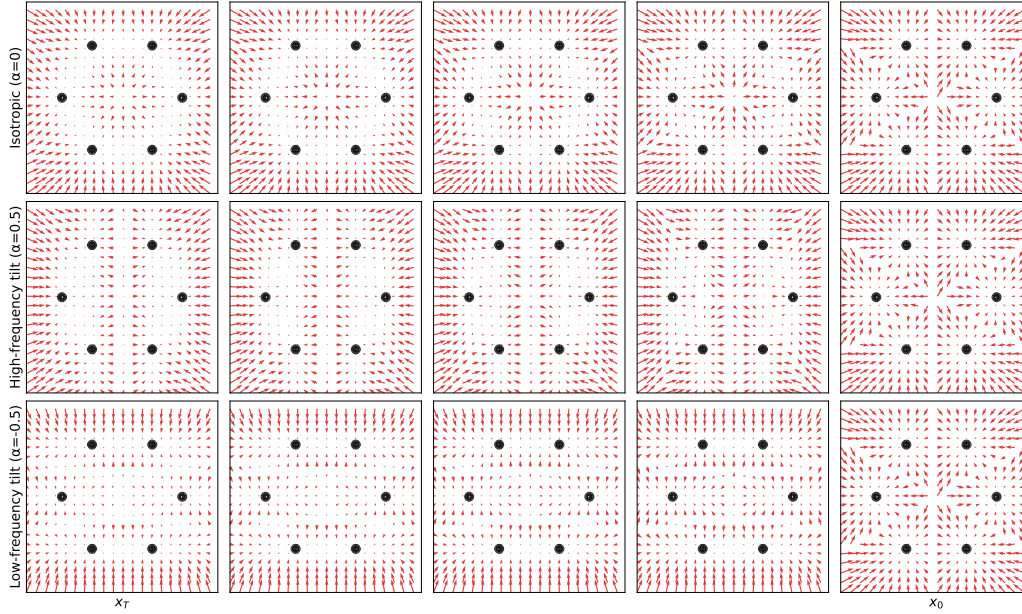 Isotropic (α=0)
High-frequency tilt (α=0.5)
Low-frequency tilt (α=-0.5)
x_T
x_0